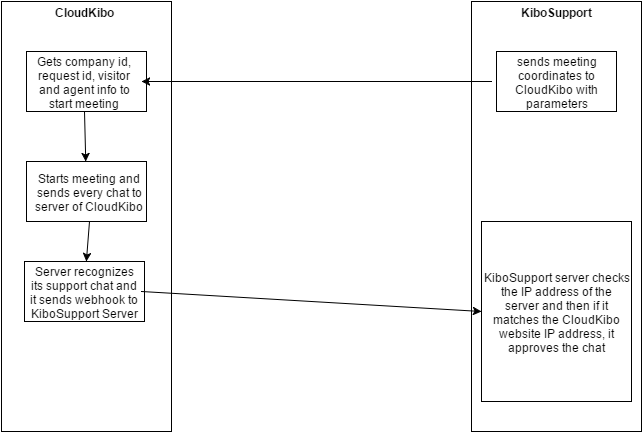 CloudKibo
KiboSupport
Gets company id,
request id, visitor
and agent info to
start meeting
sends meeting
coordinates to
CloudKibo with
parameters
Starts meeting and
sends every chat to
server of CloudKibo
Server recognizes
its support chat and
it sends webhook to
KiboSupport Server
KiboSupport server checks
the IP address of the
server and then if it
matches the CloudKibo
website IP address, it
approves the chat